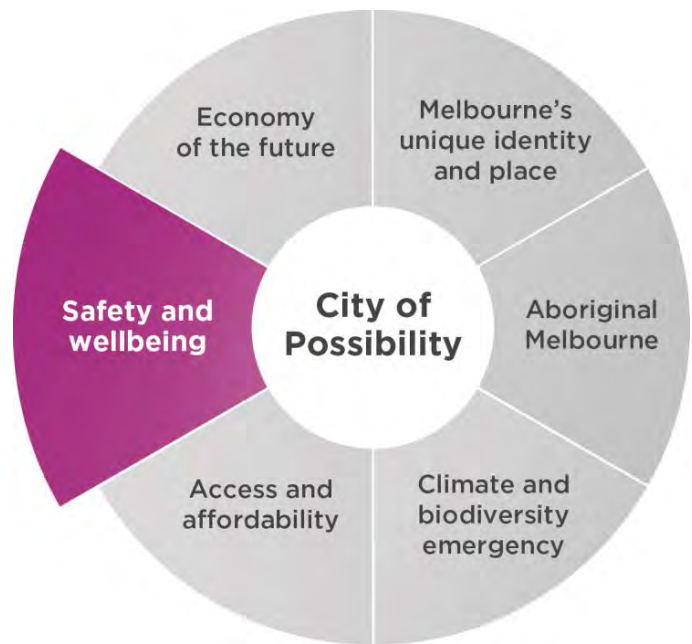 Economy
of the future
Melbourne's
unique identity
and place
Safety and
wellbeing
City of
Possibility
Aboriginal
Melbourne
Access and
affordability
Climate and
biodiversity
emergency